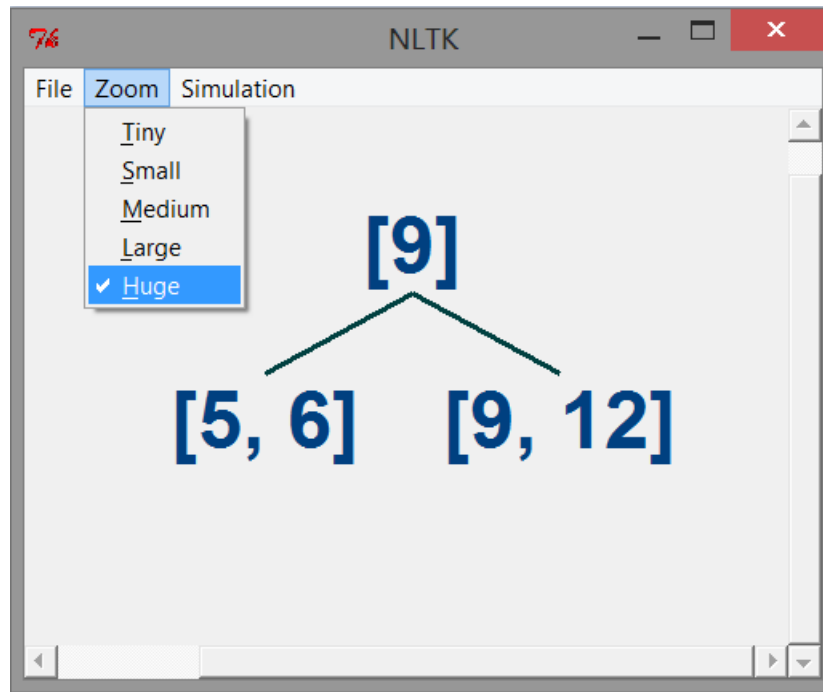 NLTK
File Zoom Simulation
Tiny
Small
Medium
Large
Huge
[9]
[5, 6] [9, 12]